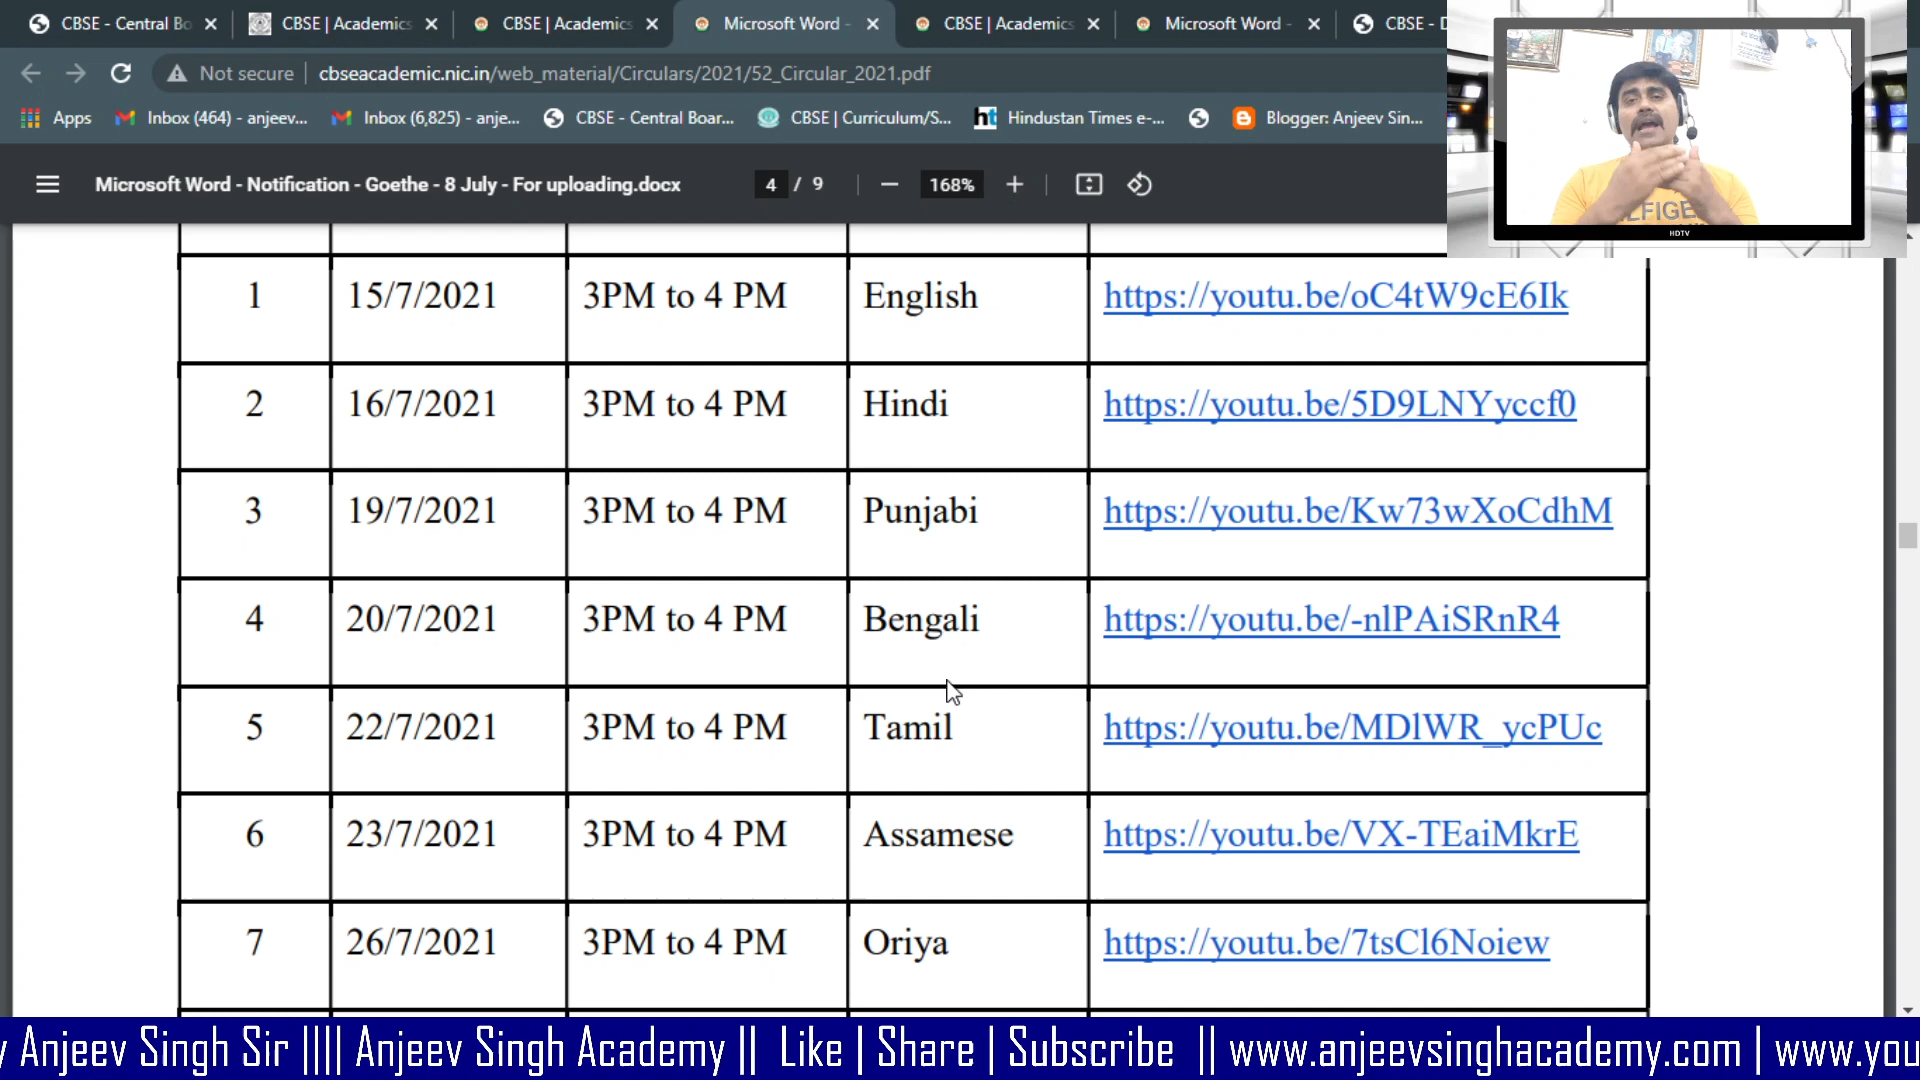 CBSE - Central Bo
CBSE | Academics
CBSE | Academics
Microsoft Word -
CBSE | Academics
Microsoft Word -
CBSE - D
Not secure
cbseacademic.nic.in/web_material/Circulars/2021/52_Circular_2021.pdf
Apps
Inbox (464) - anjeev...
Inbox (6,825) - anje...
CBSE - Central Boar...
CBSE | Curriculum/S...
ht
Hindustan Times e-...
Blogger: Anjeev Sin...
Microsoft Word - Notification - Goethe - 8 July - For uploading.docx
4 / 9
168%
LFIGE
HDTV
1 15/7/2021 3PM to 4 PM English https://youtu.be/oC4tW9cE6Ik
2 16/7/2021 3PM to 4 PM Hindi https://youtu.be/5D9LNYyccf0
3 19/7/2021 3PM to 4 PM Punjabi https://youtu.be/Kw73wXoCdhM
4 20/7/2021 3PM to 4 PM Bengali https://youtu.be/-nlPAiSRnR4
5 22/7/2021 3PM to 4 PM Tamil https://youtu.be/MDlWR_ycPUc
6 23/7/2021 3PM to 4 PM Assamese https://youtu.be/VX-TEaiMkrE
7 26/7/2021 3PM to 4 PM Oriya https://youtu.be/7tsCl6Noiew
y Anjeev Singh Sir |||| Anjeev Singh Academy || Like | Share | Subscribe || www.anjeevsinghacademy.com | www.you